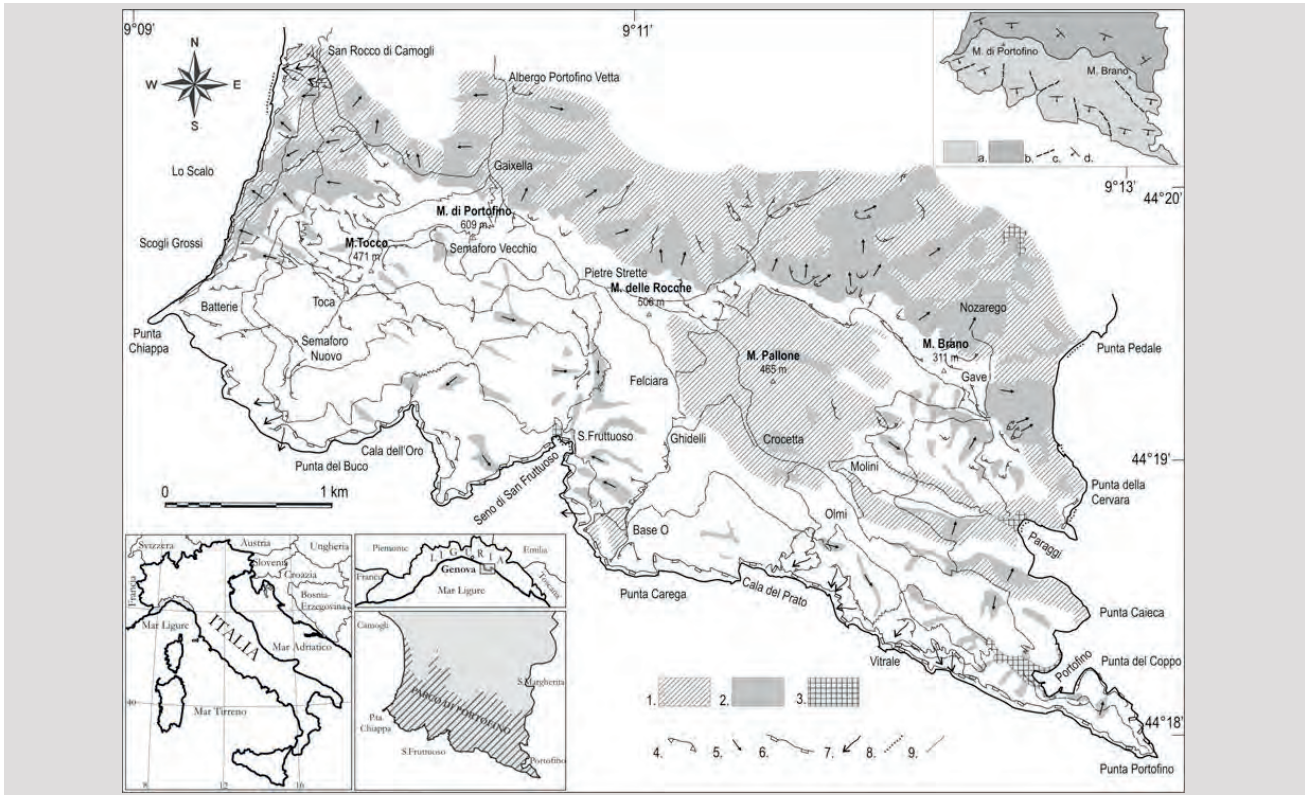 9°09'
9°11'
N
W
E
S
San Rocco di Camogli
Albergo Portofino Vetta
M. di Portofino
M. Brano
a.
b.
c.
d.
Lo Scalo
Gaixella
9°13'
44°20'
M. di Portofino
609 m
Scogli Grossi
M.Tocco
471 m
Semaforo Vecchio
Pietre Strette
M. delle Rocche
506 m
Batterie
Toca
Nozarego
Punta
Chiappa
Semaforo
Nuovo
M. Brano
311 m
Punta Pedale
M. Pallone
465 m
Gave
Felciara
S.Fruttuoso
Ghidelli
Crocetta
Cala dell'Oro
Punta del Buco
Molini
44°19'
0
1 km
Seno di San Fruttuoso
Punta della
Cervara
Base O
Olmi
Paraggi
Punta Carega
Cala del Prato
Punta Caieca
Vitrale
Portofino
Punta del Coppo
44°18'
Punta Portofino
1.
2.
3.
4.
5.
6.
7.
8.
9.
Svizzera
Austria
Ungheria
Slovenia
Croazia
Francia
Bosnia-
Erzegovina
Mar Ligure
ITALIA
Mar Adriatico
40
Mar Tirreno
8
12
16
Piemonte
LIGURIA
Emilia
Genova
Francia
Toscana
Mar Ligure
Camogli
S.Margherita
PARCO DI PORTOFINO
P.ta
Chiappa
S.Fruttuoso
Portofino